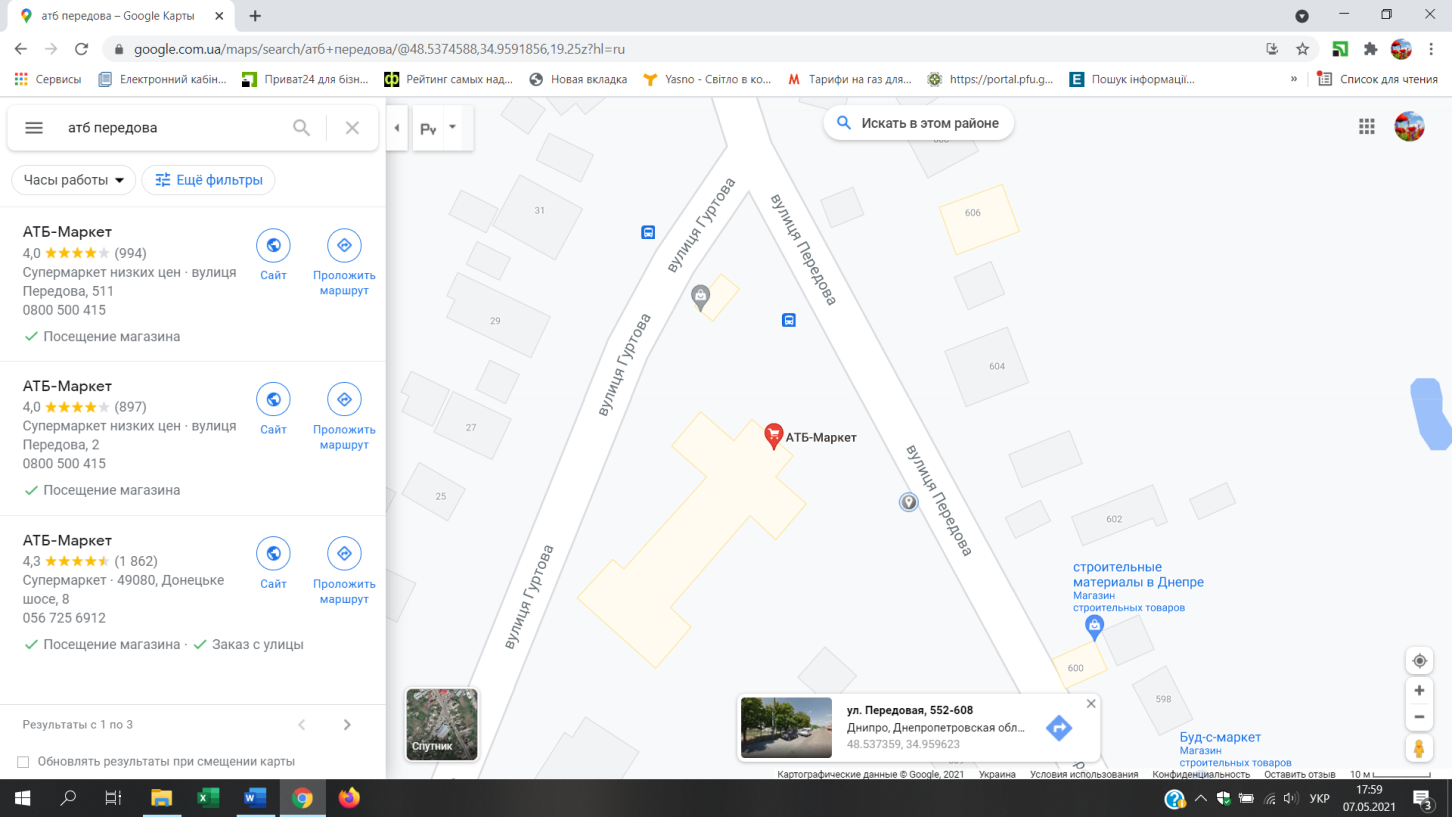 атб передова – Google Карты
google.com.ua/maps/search/атб+передова/@48.5374588,34.9591856,19.25z?hl=ru
Сервисы
Електронний кабін...
Приват24 для бізн...
Рейтинг самых над...
Новая вкладка
Yasno - Світло в ко...
Тарифи на газ для...
https://portal.pfu.g...
Пошук інформації...
»
Список для чтения
атб передова
Искать в этом районе
Часы работы
Ещё фильтры
АТБ-Маркет
4,0 (994)
Супермаркет низких цен · вулиця
Передова, 511
0800 500 415
Посещение магазина
Сайт
Проложить
маршрут
АТБ-Маркет
4,0 (897)
Супермаркет низких цен · вулиця
Передова, 2
0800 500 415
Посещение магазина
Сайт
Проложить
маршрут
АТБ-Маркет
4,3 (1 862)
Супермаркет · 49080, Донецьке
шосе, 8
056 725 6912
Посещение магазина · Заказ с улицы
Сайт
Проложить
маршрут
Результаты с 1 по 3
Обновлять результаты при смещении карты
31
29
27
25
606
604
602
600
598
вулиця Гуртова
вулиця Гуртова
вулиця Гуртова
вулиця Передова
вулиця Передова
АТБ-Маркет
строительные
материалы в Днепре
Магазин
строительных товаров
Буд-с-маркет
Магазин
строительных товаров
Спутник
ул. Передовая, 552-608
Днипро, Днепропетровская обл...
48.537359, 34.959623
Картографические данные © Google, 2021
Украина
Условия использования
Конфиденциальность
Оставить отзыв
10 м
УКР
17:59
07.05.2021
3